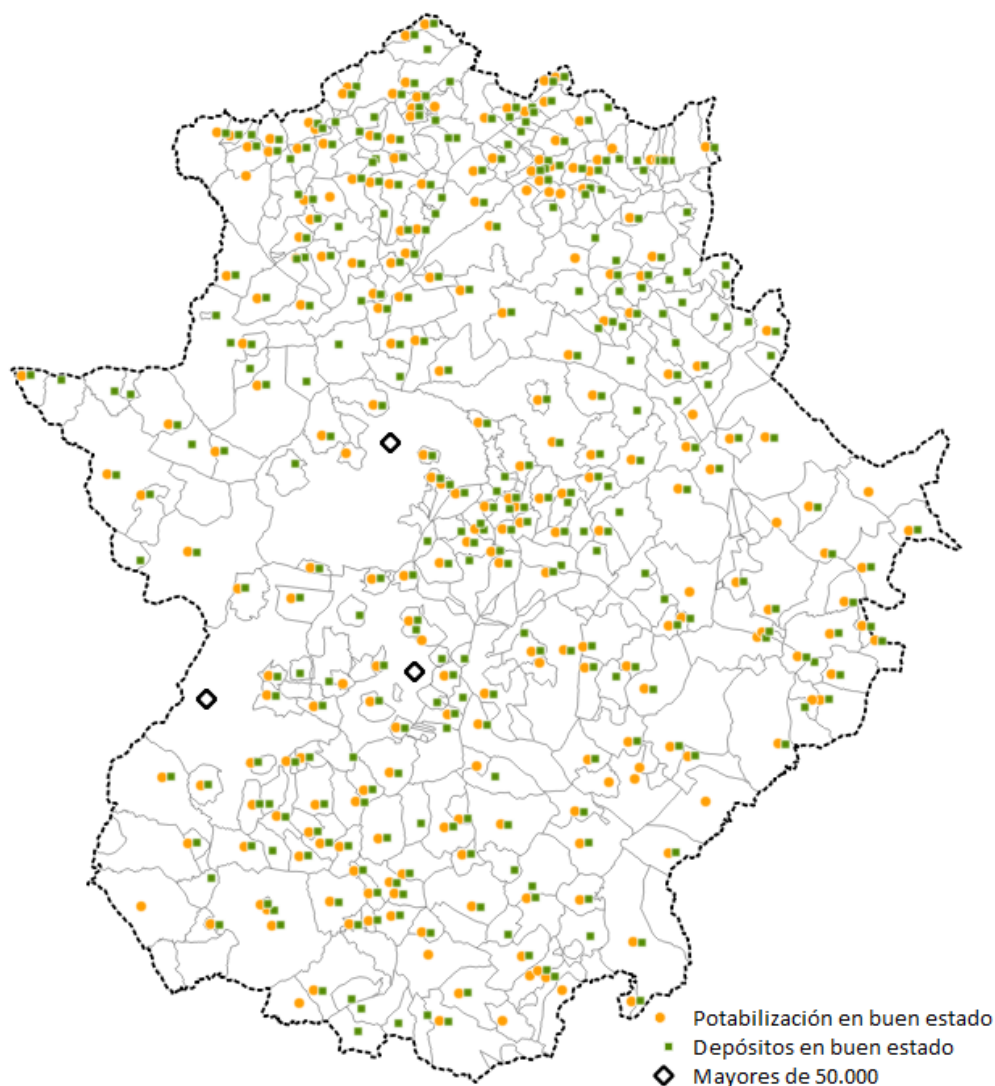 Potabilización en buen estado
Depósitos en buen estado
Mayores de 50.000